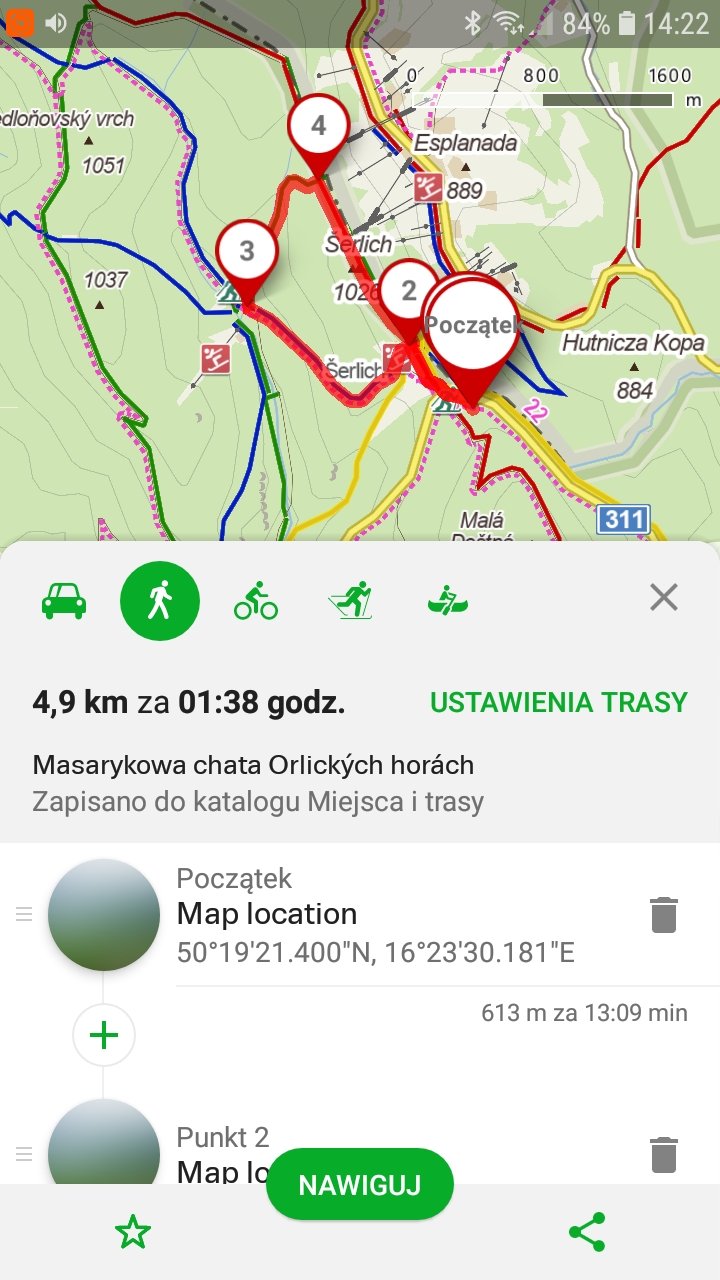 84% 14:22
0 800 1600
m
edloňovský vrch
1051
4
Esplanada
889
3
Šerlich
1037
2
Początek
Hutnicza Kopa
884
Šerlich
22
Malá
311
4,9 km za 01:38 godz. USTAWIENIA TRASY
Masarykowa chata Orlických horách
Zapisano do katalogu Miejsca i trasy
Początek
Map location
50°19'21.400"N, 16°23'30.181"E
613 m za 13:09 min
Punkt 2
Map lo
NAWIGUJ